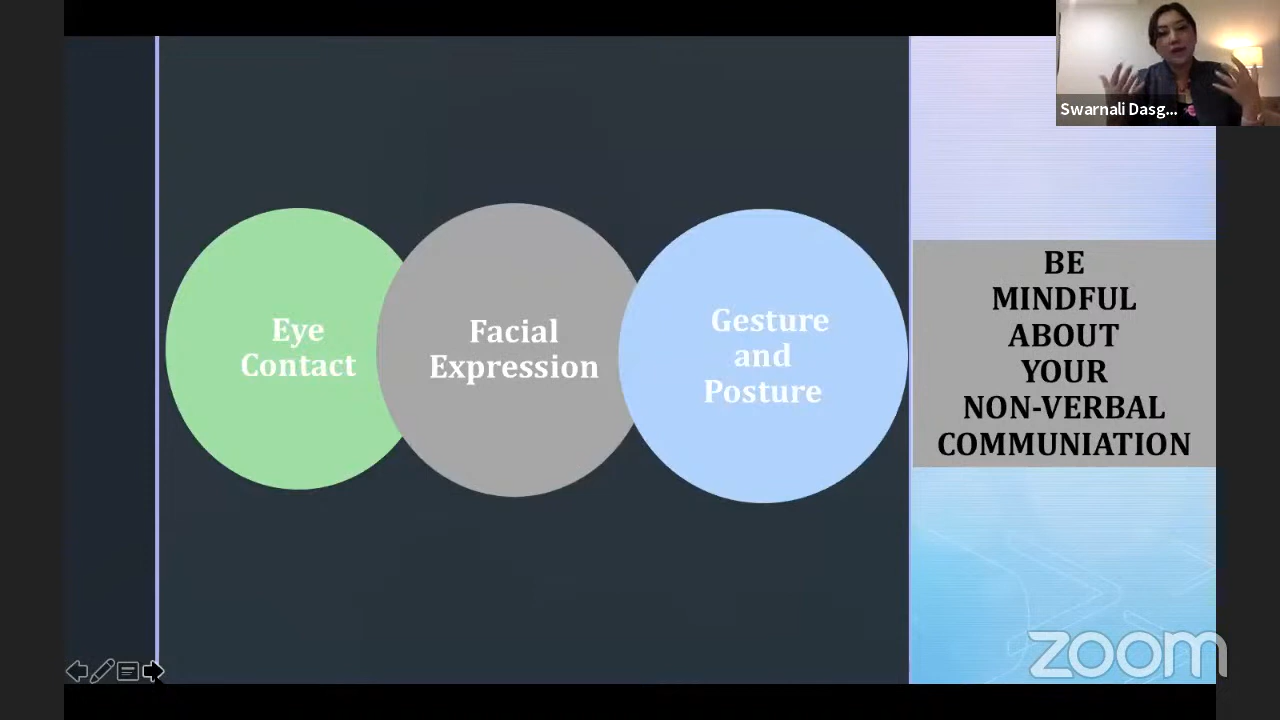 Swarnali Dasg...
Eye
Contact
Facial
Expression
Gesture
and
Posture
BE
MINDFUL
ABOUT
YOUR
NON-VERBAL
COMMUNIATION
zoom